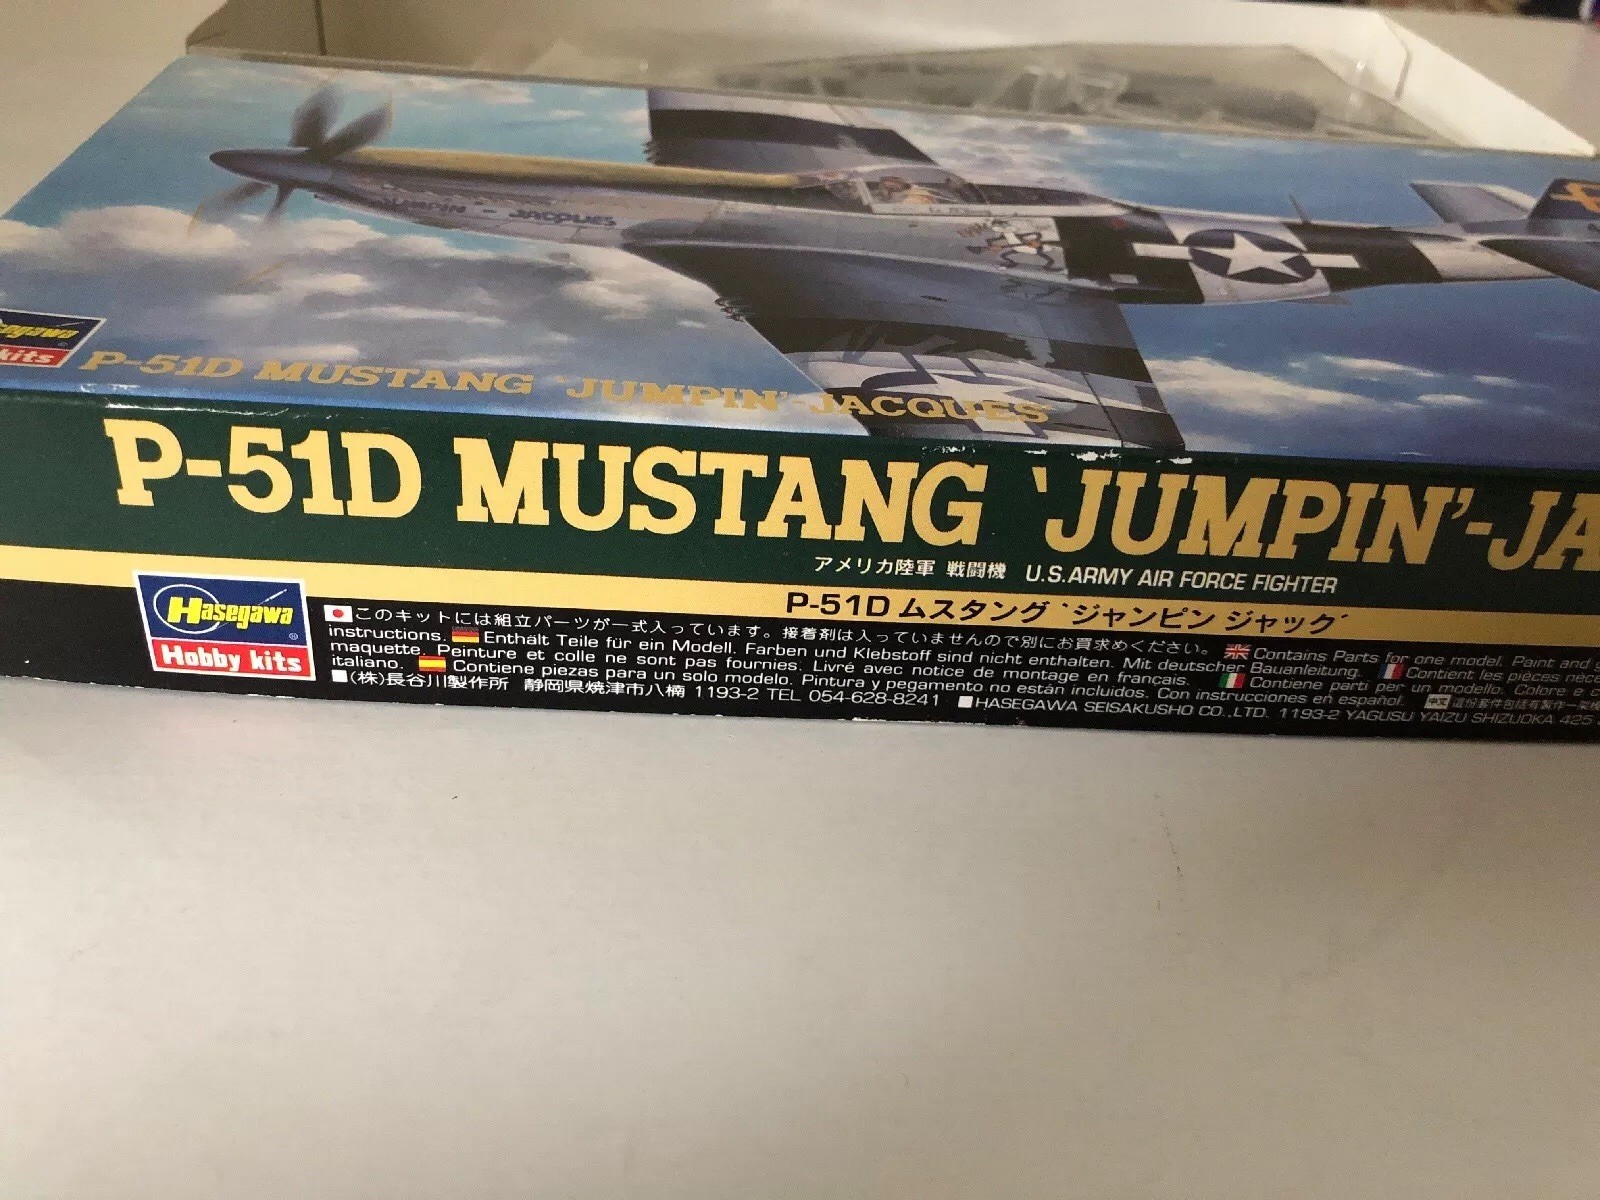 JUMPIN - JACQUES
Hasegawa
kits
P-51D MUSTANG 'JUMPIN'-JACQUES
P-51D MUSTANG 'JUMPIN'-JA
アメリカ陸軍 戦闘機 U.S.ARMY AIR FORCE FIGHTER
P-51D ムスタング 'ジャンピン ジャック'
Hasegawa
Hobby kits
このキットには組立パーツが一式入っています。接着剤は入っていませんので別にお買求めください。 Contains Parts for one model. Paint and
instructions. Enthält Teile für ein Modell. Farben und Klebstoff sind nicht enthalten. Mit deutscher Bauanleitung. Contient les pièces
maquette. Peinture et colle ne sont pas fournies. Livré avec notice de montage en français. Contiene parti per un modello. Colore e
italiano. Contiene piezas para un solo modelo. Pintura y pegamento no están incluidos. Con instrucciones en español. 中文
■(株)長谷川製作所 静岡県焼津市八楠 1193-2 TEL 054-628-8241 ■HASEGAWA SEISAKUSHO CO.,LTD. 1193-2 YAGUSU YAIZU SHIZUOKA 425